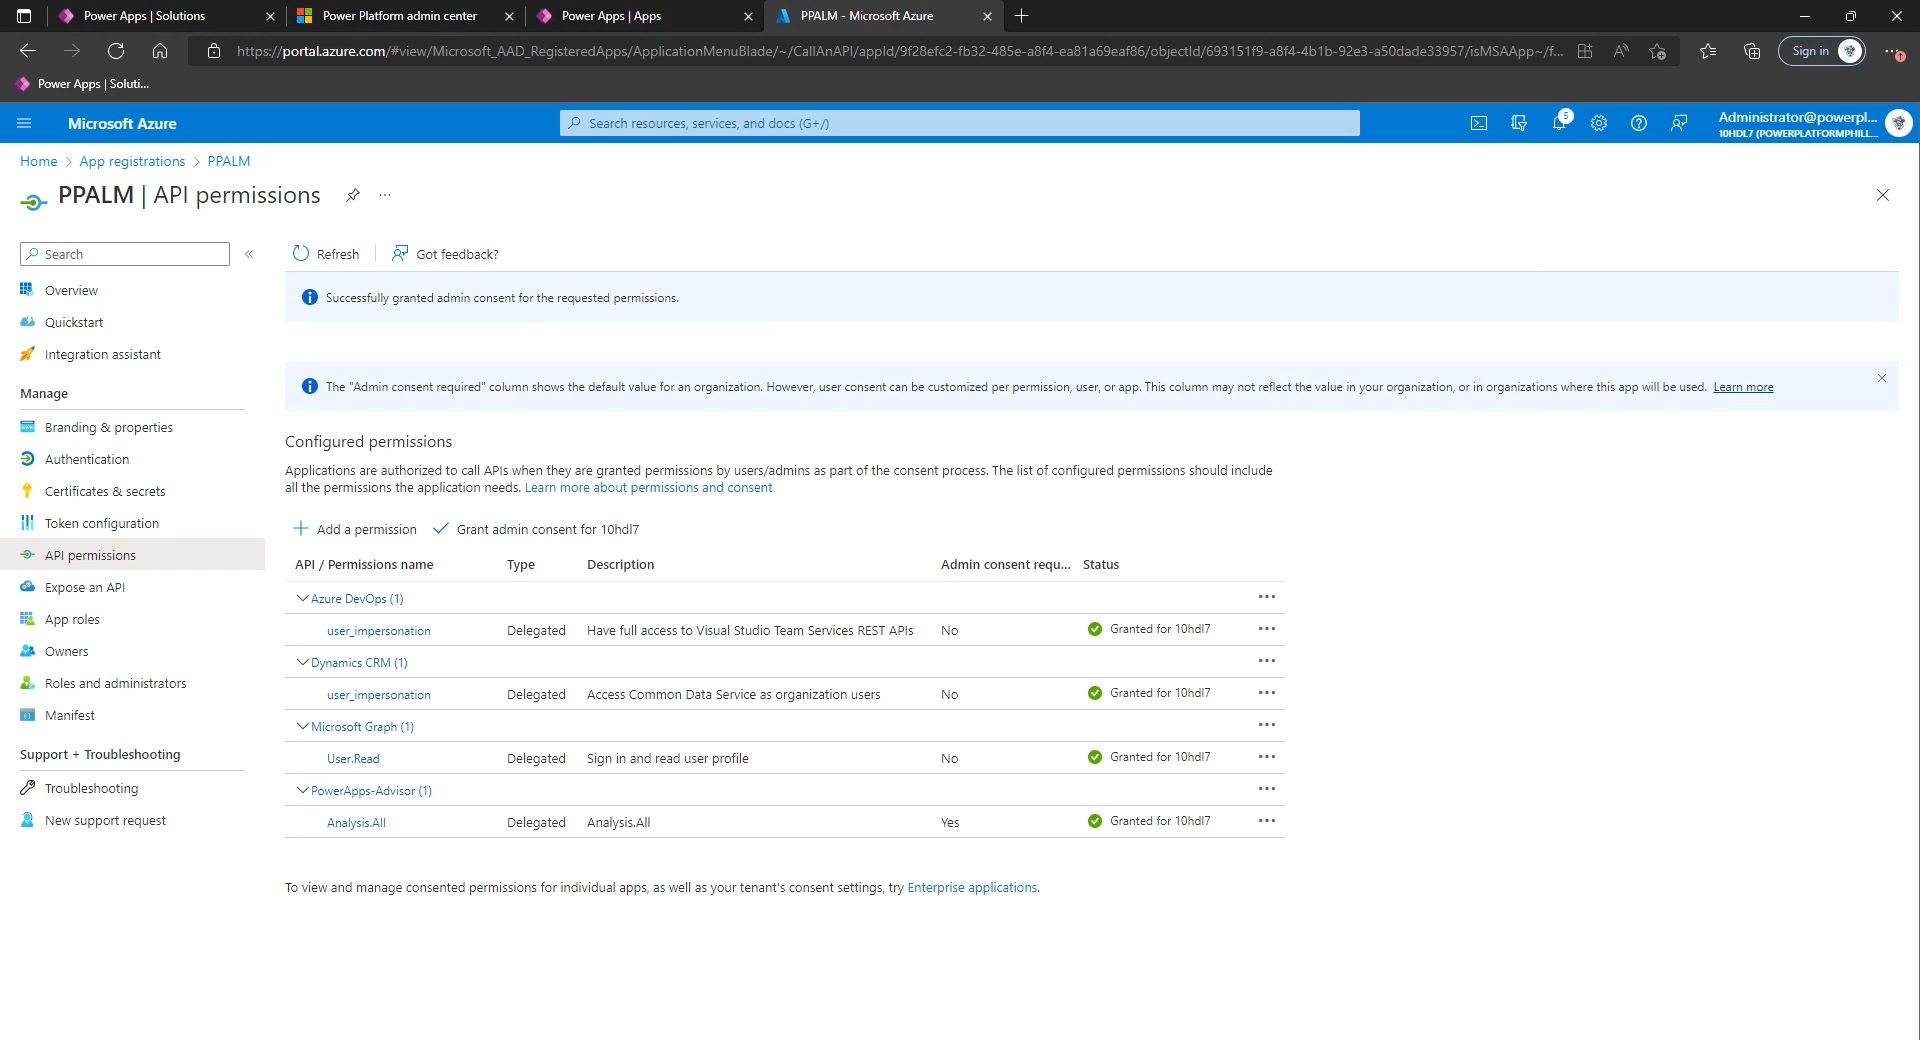 Power Apps | Solutions
Power Platform admin center
Power Apps | Apps
PPALM - Microsoft Azure
https://portal.azure.com/#view/Microsoft_AAD_RegisteredApps/ApplicationMenuBlade/~/CallAnAPI/appId/9f28efc2-fb32-485e-a8f4-ea81a69eaf86/objectId/693151f9-a8f4-4b1b-92e3-a50dade33957/isMSAApp~/f...
Sign in
Power Apps | Soluti...
Microsoft Azure
Search resources, services, and docs (G+/)
5
Administrator@powerpl...
10HDL7 (POWERPLATFORMPHILL...
Home > App registrations > PPALM
PPALM | API permissions
Search
Refresh
Got feedback?
Overview
Quickstart
Integration assistant
Manage
Branding & properties
Authentication
Certificates & secrets
Token configuration
API permissions
Expose an API
App roles
Owners
Roles and administrators
Manifest
Support + Troubleshooting
Troubleshooting
New support request
Successfully granted admin consent for the requested permissions.
The "Admin consent required" column shows the default value for an organization. However, user consent can be customized per permission, user, or app. This column may not reflect the value in your organization, or in organizations where this app will be used. Learn more
Configured permissions
Applications are authorized to call APIs when they are granted permissions by users/admins as part of the consent process. The list of configured permissions should include
all the permissions the application needs. Learn more about permissions and consent
Add a permission
Grant admin consent for 10hdl7
API / Permissions name Type Description Admin consent requ... Status
Azure DevOps (1)
user_impersonation Delegated Have full access to Visual Studio Team Services REST APIs No Granted for 10hdl7
Dynamics CRM (1)
user_impersonation Delegated Access Common Data Service as organization users No Granted for 10hdl7
Microsoft Graph (1)
User.Read Delegated Sign in and read user profile No Granted for 10hdl7
PowerApps-Advisor (1)
Analysis.All Delegated Analysis.All Yes Granted for 10hdl7
To view and manage consented permissions for individual apps, as well as your tenant's consent settings, try Enterprise applications.